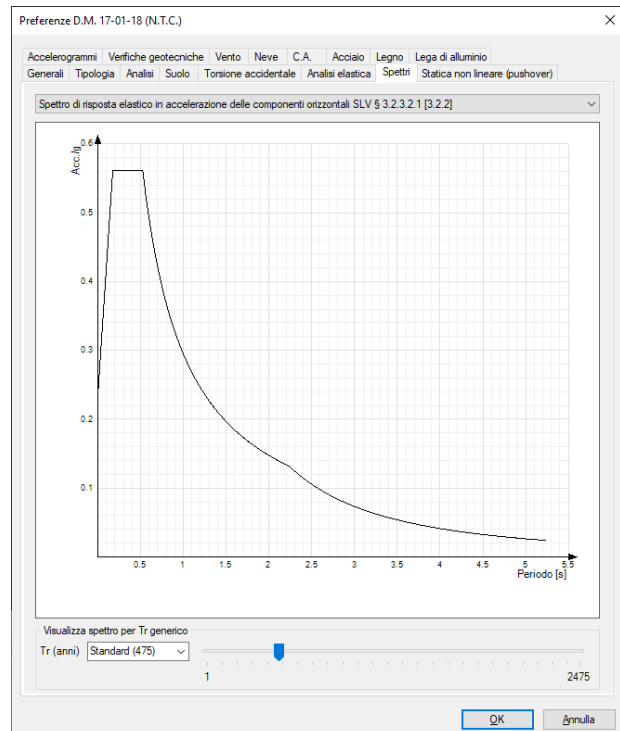 Preferenze D.M. 17-01-18 (N.T.C.)
Accelerogrammi Verifiche geotecniche Vento Neve C.A. Acciaio Legno Lega di alluminio
Generali Tipologia Analisi Suolo Torsione accidentale Analisi elastica Spettri Statica non lineare (pushover)
Spettro di risposta elastico in accelerazione delle componenti orizzontali SLV § 3.2.3.2.1 [3.2.2]
Acc./g
0.6
0.5
0.4
0.3
0.2
0.1
0.5 1 1.5 2 2.5 3 3.5 4 4.5 5 5.5
Periodo [s]
Visualizza spettro per Tr generico
Tr (anni) Standard (475)
1 2475
OK Annulla